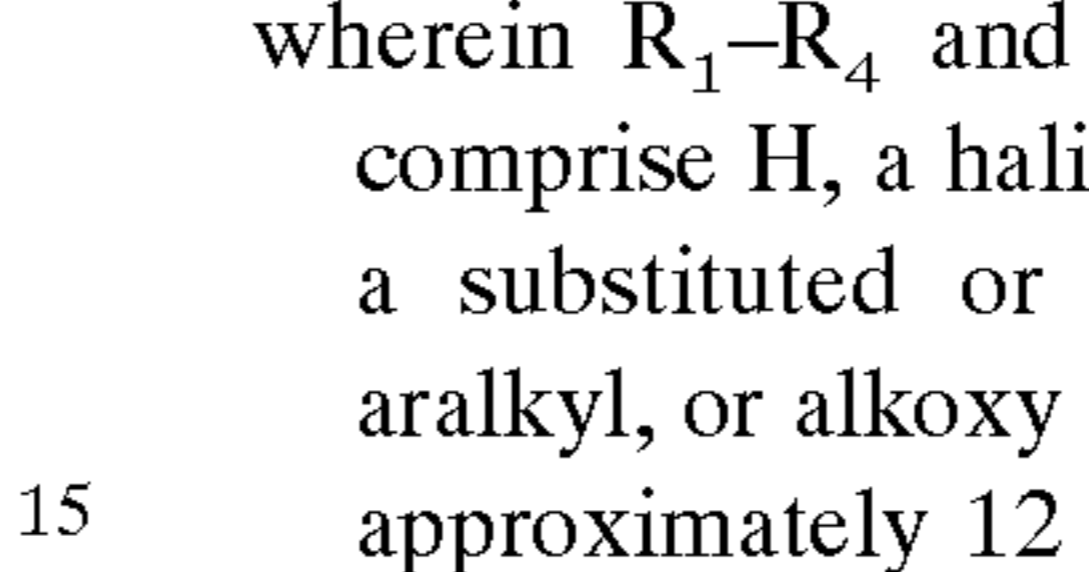 wherein R₁–R₄ and
comprise H, a hali
a substituted or
aralkyl, or alkoxy
15 approximately 12